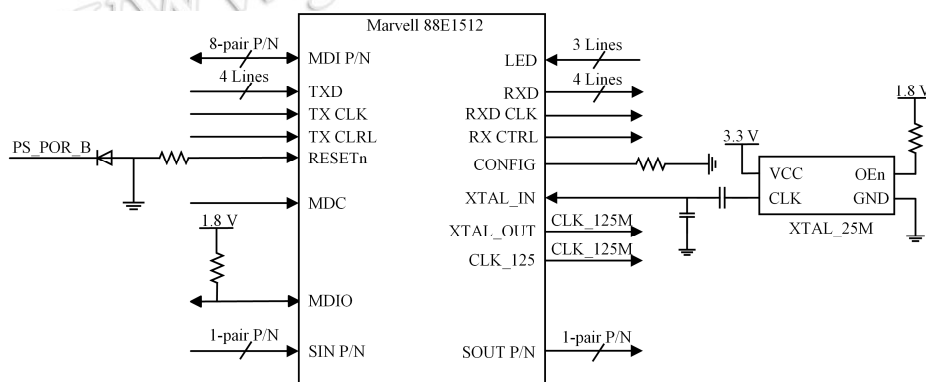 Marvell 88E1512
8-pair P/N
MDI P/N
4 Lines
TXD
TX CLK
TX CLRL
PS_POR_B
RESETn
MDC
1.8 V
MDIO
1-pair P/N
SIN P/N
3 Lines
LED
4 Lines
RXD
RXD CLK
RX CTRL
CONFIG
XTAL_IN
XTAL_OUT
CLK_125M
CLK_125
CLK_125M
1-pair P/N
SOUT P/N
3.3 V
1.8 V
VCC
OEn
CLK
GND
XTAL_25M